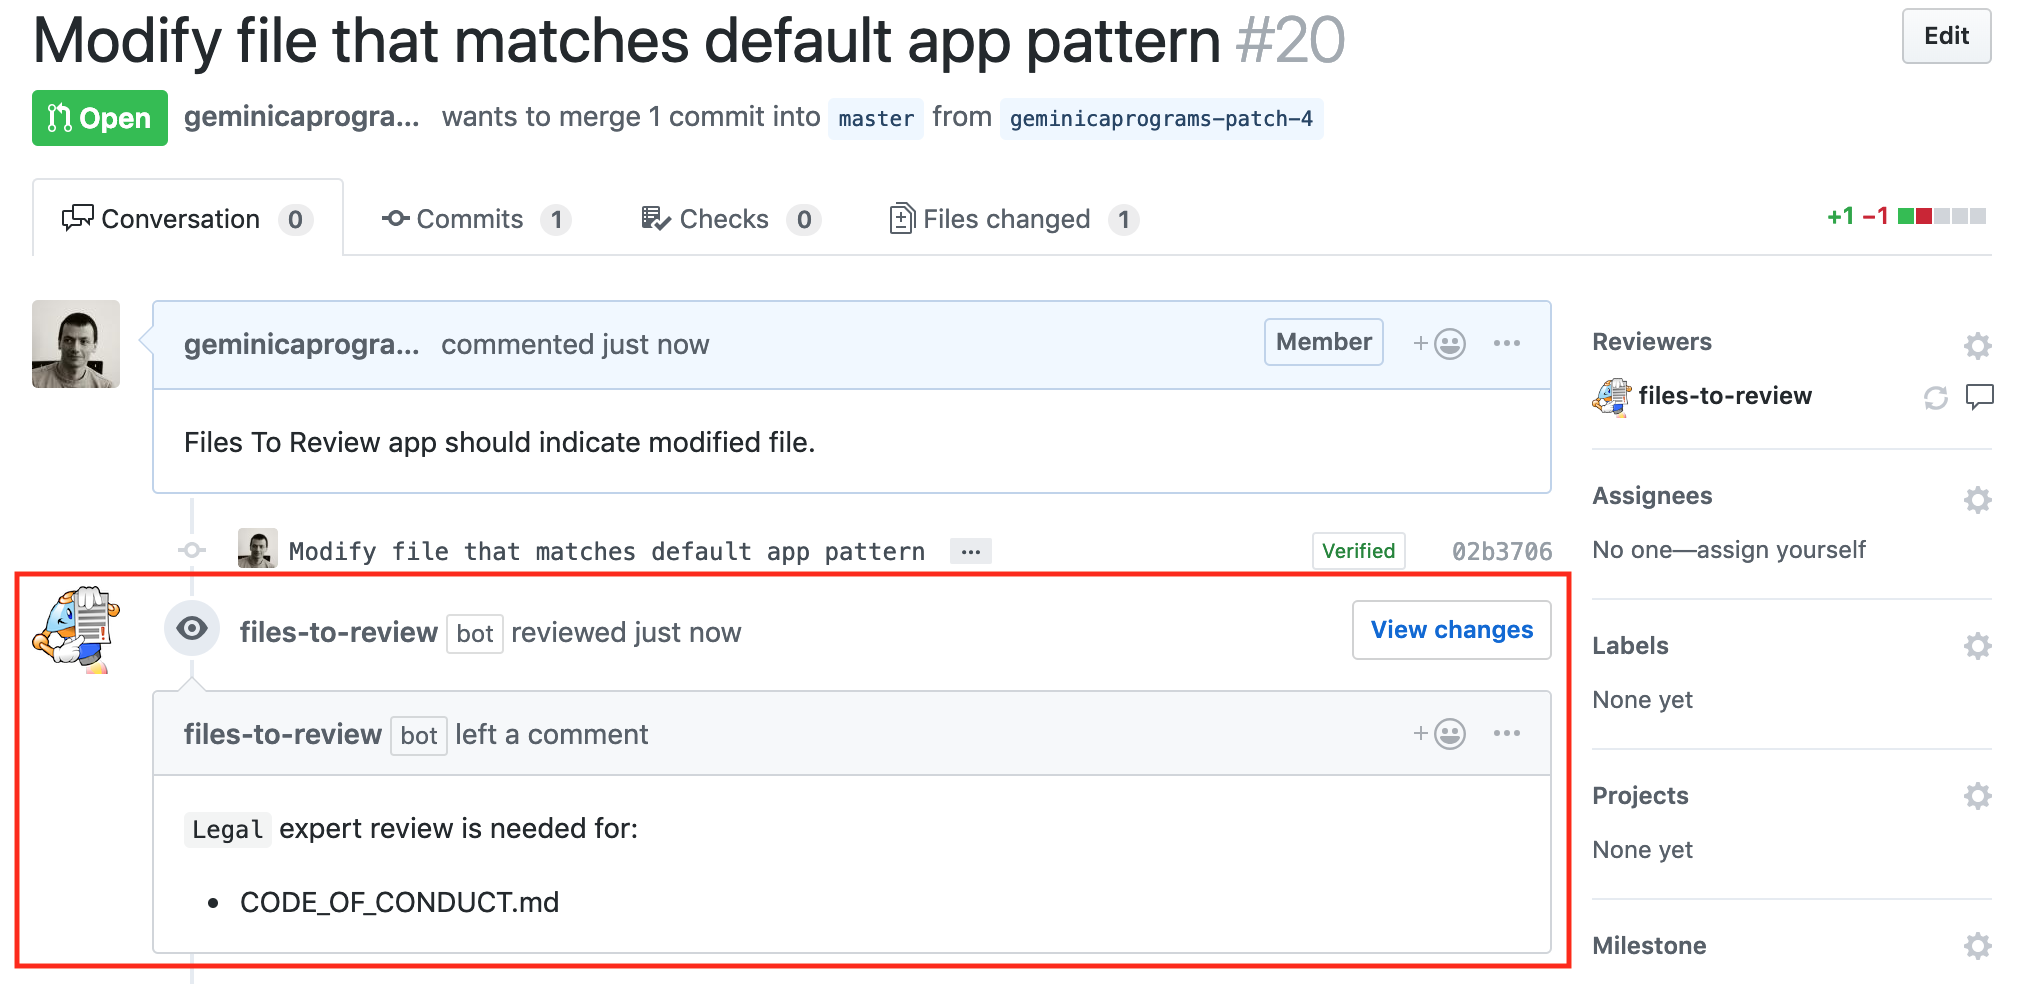 Modify file that matches default app pattern #20
Edit
Open geminicaprogra... wants to merge 1 commit into master from geminicaprograms-patch-4
Conversation 0 Commits 1 Checks 0 Files changed 1 +1 −1
geminicaprogra... commented just now Member
Files To Review app should indicate modified file.
Modify file that matches default app pattern ... Verified 02b3706
files-to-review bot reviewed just now View changes
files-to-review bot left a comment
Legal expert review is needed for:
• CODE_OF_CONDUCT.md
Reviewers
files-to-review
Assignees
No one—assign yourself
Labels
None yet
Projects
None yet
Milestone